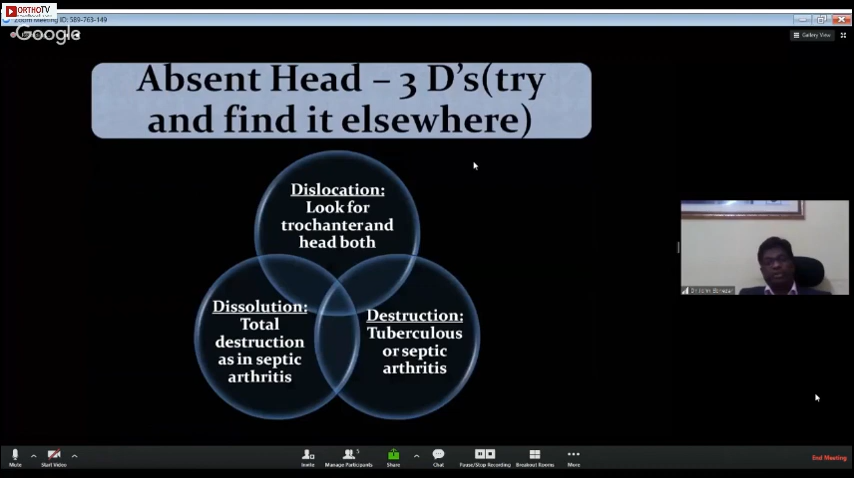 ORTHOTV
Zoom Meeting ID: 589-763-149
Google
Gallery View
Absent Head – 3 D's(try
and find it elsewhere)
Dislocation:
Look for
trochanter and
head both
Dissolution:
Total
destruction
as in septic
arthritis
Destruction:
Tuberculous
or septic
arthritis
Mute
Start Video
Invite
Manage Participants
Share
Chat
Pause/Stop Recording
Breakout Rooms
More
End Meeting